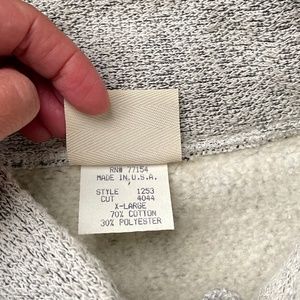 RN# 77154
MADE IN U.S.A.
STYLE 1253
CUT 4044
X-LARGE
70% COTTON
30% POLYESTER